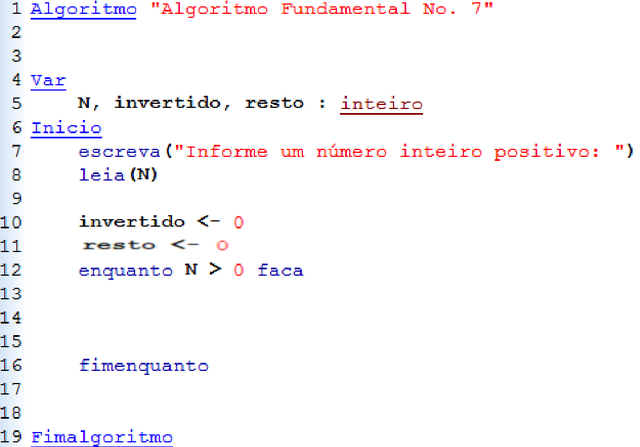 1 Algoritmo "Algoritmo Fundamental No. 7"
2
3
4 Var
5 N, invertido, resto : inteiro
6 Inicio
7 escreva("Informe um número inteiro positivo: ")
8 leia(N)
9
10 invertido <- 0
11 resto <- 0
12 enquanto N > 0 faca
13
14
15
16 fimenquanto
17
18
19 Fimalgoritmo